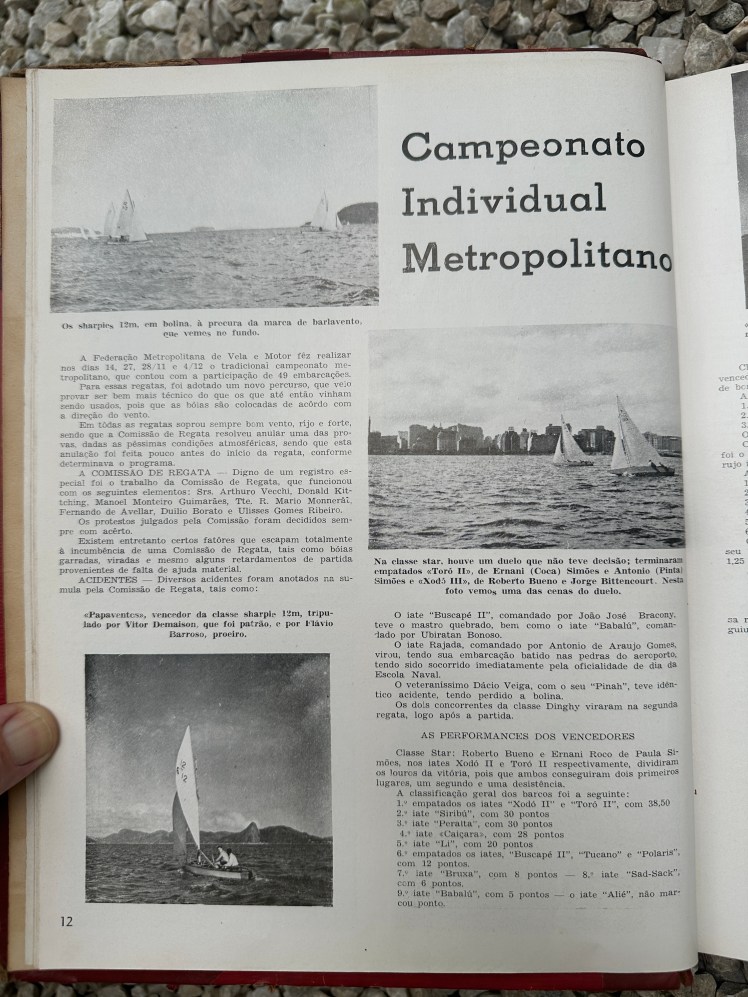 Campeonato
Individual
Metropolitano
Os sharpies 12m, em bolina, à precura da marca de barlavento,
que vemos no fundo.
A Federação Metropolitana de Vela e Motor fêz realizar
nos dias 14, 27, 28/11 e 4/12 o tradicional campeonato me-
tropolitano, que contou com a participação de 49 embarcações.
Para essas regatas, foi adotado um novo percurso, que veio
provar ser bem mais técnico do que os que até então vinham
sendo usados, pois que as bóias são colocadas de acôrdo com
a direção do vento.
Em tôdas as regatas soprou sempre bom vento, rijo e forte,
sendo que a Comissão de Regata resolveu anular uma das pro-
vas, dadas as péssimas condições atmosféricas, sendo que esta
anulação foi feita pouco antes do início da regata, conforme
determinava o programa.
A COMISSÃO DE REGATA — Digno de um registro es-
pecial foi o trabalho da Comissão de Regata, que funcionou
com os seguintes elementos: Srs. Arthuro Vecchi, Donald Kit-
tching, Manoel Monteiro Guimarães, Tte. R. Mario Monnerat,
Fernando de Avellar, Duilio Borato e Ulisses Gomes Ribeiro.
Os protestos julgados pela Comissão foram decididos sem-
pre com acêrto.
Existem entretanto certos fatôres que escapam totalmente
à incumbência de uma Comissão de Regata, tais como bóias
garradas, viradas e mesmo alguns retardamentos de partida
provenientes de falta de ajuda material.
ACIDENTES — Diversos acidentes foram anotados na su-
mula pela Comissão de Regata, tais como:
«Papaventes», vencedor da classe sharpie 12m, tripu-
lado por Vitor Demaison, que foi patrão, e por Flávio
Barroso, proeiro.
12
Na classe star, houve um duelo que não teve decisão; terminaram
empatados «Toró II», de Ernani (Coca) Simões e Antonio (Pinta)
Simões e «Xodó III», de Roberto Bueno e Jorge Bittencourt. Nesta
foto vemos uma das cenas do duelo.
O iate "Buscapé II", comandado por João José Bracony,
teve o mastro quebrado, bem como o iate "Babalú", coman-
dado por Ubiratan Bonoso.
O iate Rajada, comandado por Antonio de Araujo Gomes,
virou, tendo sua embarcação batido nas pedras do aeroporto,
tendo sido socorrido imediatamente pela oficialidade de dia da
Escola Naval.
O veteraníssimo Dácio Veiga, com o seu "Pinah", teve idên-
tico acidente, tendo perdido a bolina.
Os dois concorrentes da classe Dinghy viraram na segunda
regata, logo após a partida.
AS PERFORMANCES DOS VENCEDORES
Classe Star: Roberto Bueno e Ernani Roco de Paula Si-
mões, nos iates Xodó II e Toró II respectivamente, dividiram
os louros da vitória, pois que ambos conseguiram dois primeiros
lugares, um segundo e uma desistência.
A classificação geral dos barcos foi a seguinte:
1.º empatados os iates "Xodó II" e "Toró II", com 38,50
2.º iate "Siribú", com 30 pontos
3.º iate "Peralta", com 30 pontos
4.º iate «Caiçara», com 28 pontos
5.º iate "Li", com 20 pontos
6.º empatados os iates, "Buscapé II", "Tucano" e "Polaris",
com 12 pontos.
7.º iate "Bruxa", com 8 pontos — 8.º iate "Sad-Sack",
com 6 pontos.
9.º iate "Babalú", com 5 pontos — o iate "Alié", não mar-
cou ponto.